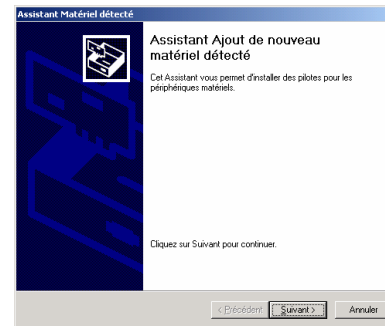 Assistant Matériel détecté
Assistant Ajout de nouveau
matériel détecté
Cet Assistant vous permet d'installer des pilotes pour les
périphériques matériels.
Cliquez sur Suivant pour continuer.
< Précédent
Suivant >
Annuler